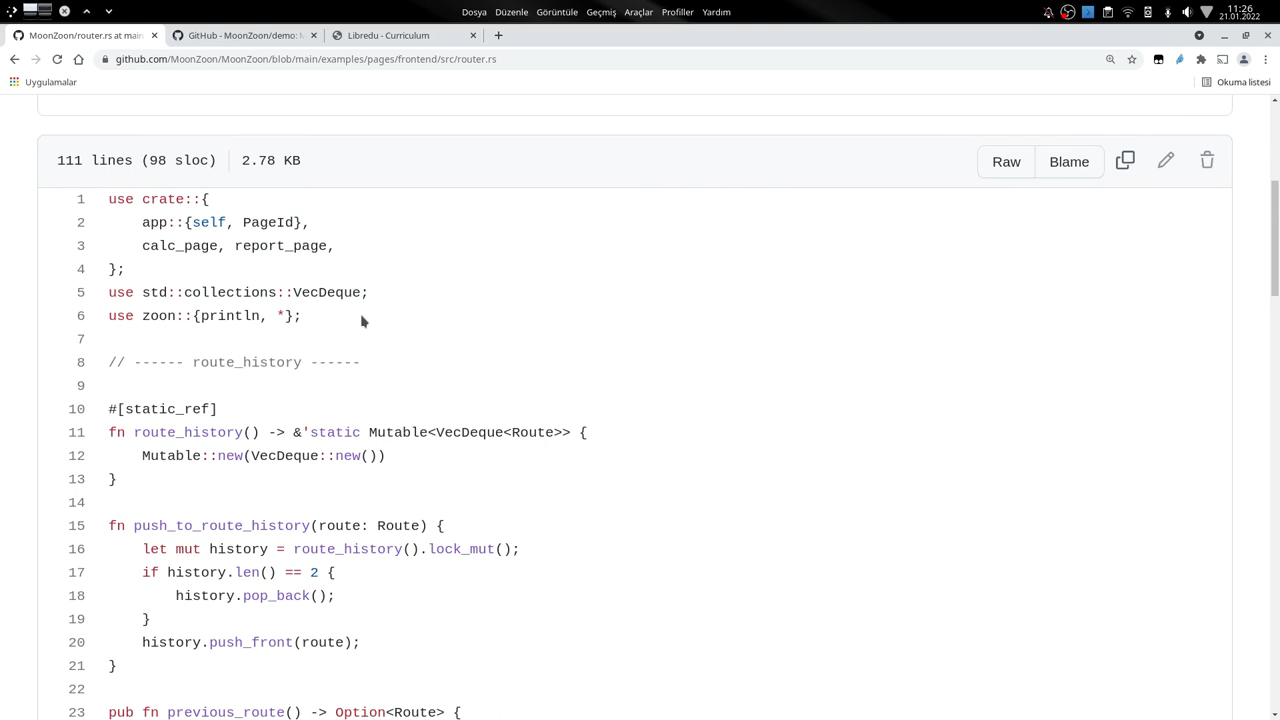 Dosya Düzenle Görüntüle Geçmiş Araçlar Profiller Yardım
11:26
21.01.2022
MoonZoon/router.rs at main
GitHub - MoonZoon/demo: M
Libredu - Curriculum
github.com/MoonZoon/MoonZoon/blob/main/examples/pages/frontend/src/router.rs
Uygulamalar
Okuma listesi
111 lines (98 sloc) 2.78 KB
Raw Blame
1 use crate::{
2 app::{self, PageId},
3 calc_page, report_page,
4 };
5 use std::collections::VecDeque;
6 use zoon::{println, *};
7
8 // ------ route_history ------
9
10 #[static_ref]
11 fn route_history() -> &'static Mutable<VecDeque<Route>> {
12 Mutable::new(VecDeque::new())
13 }
14
15 fn push_to_route_history(route: Route) {
16 let mut history = route_history().lock_mut();
17 if history.len() == 2 {
18 history.pop_back();
19 }
20 history.push_front(route);
21 }
22
23 pub fn previous_route() -> Option<Route> {